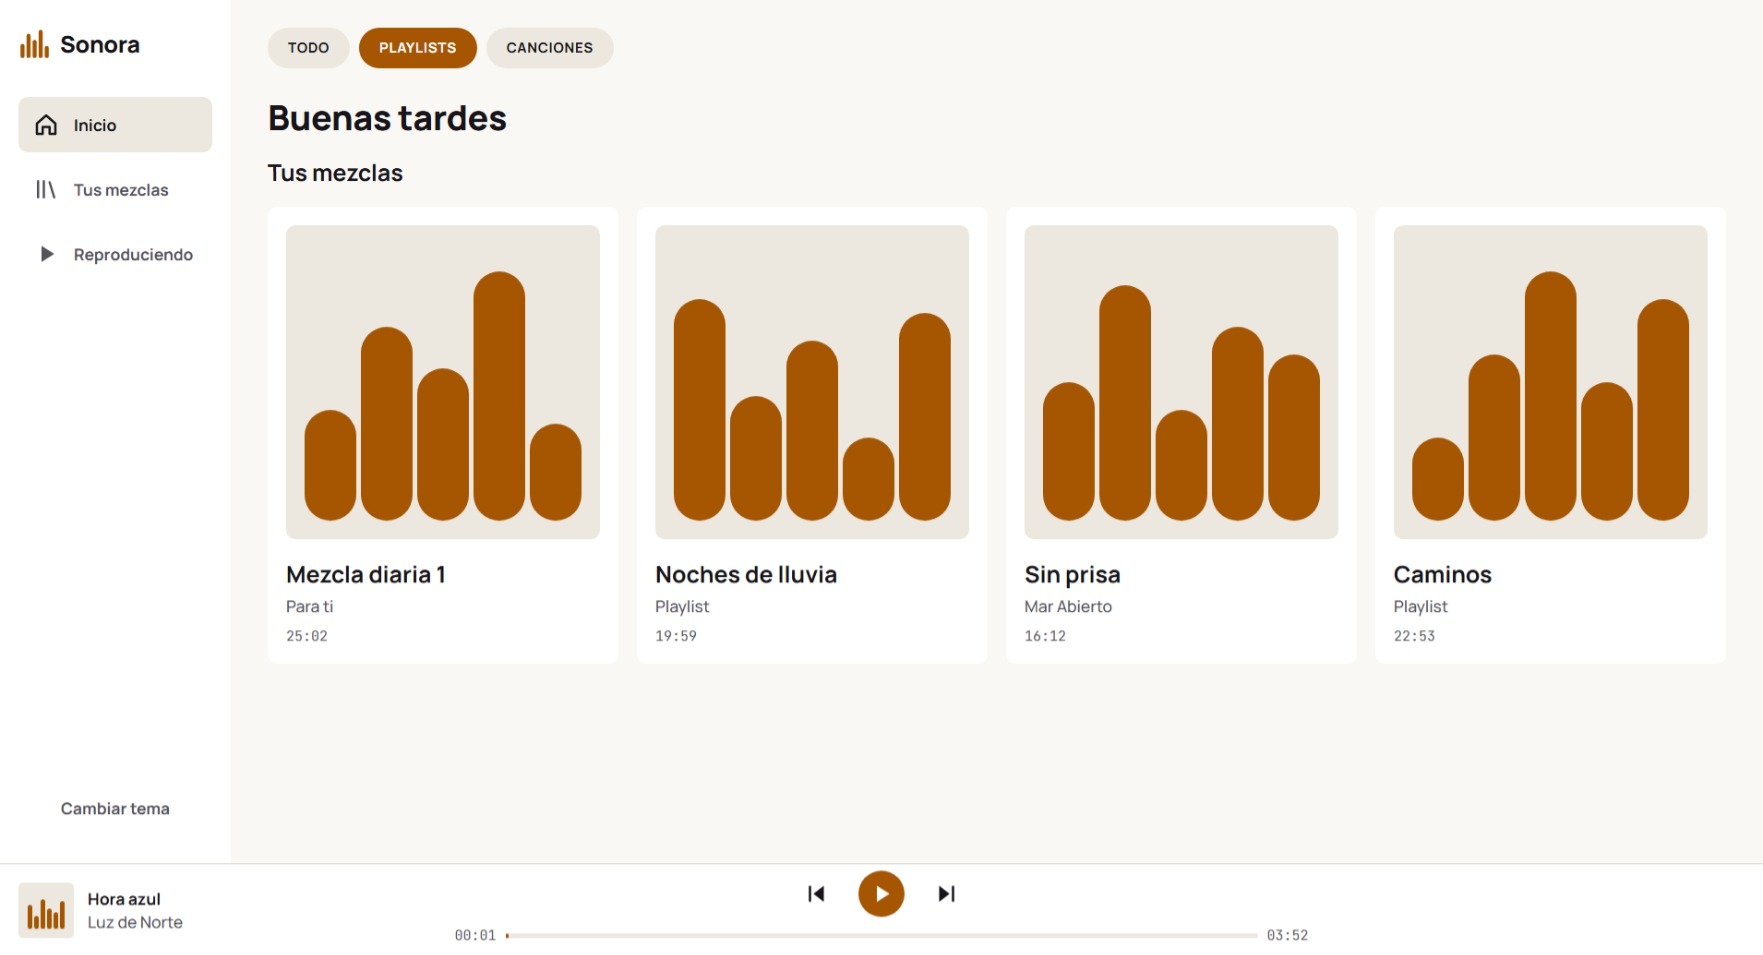 Sonora
Inicio
Tus mezclas
Reproduciendo
Cambiar tema
TODO
PLAYLISTS
CANCIONES
Buenas tardes
Tus mezclas
Mezcla diaria 1
Para ti
25:02
Noches de lluvia
Playlist
19:59
Sin prisa
Mar Abierto
16:12
Caminos
Playlist
22:53
Hora azul
Luz de Norte
00:01
03:52